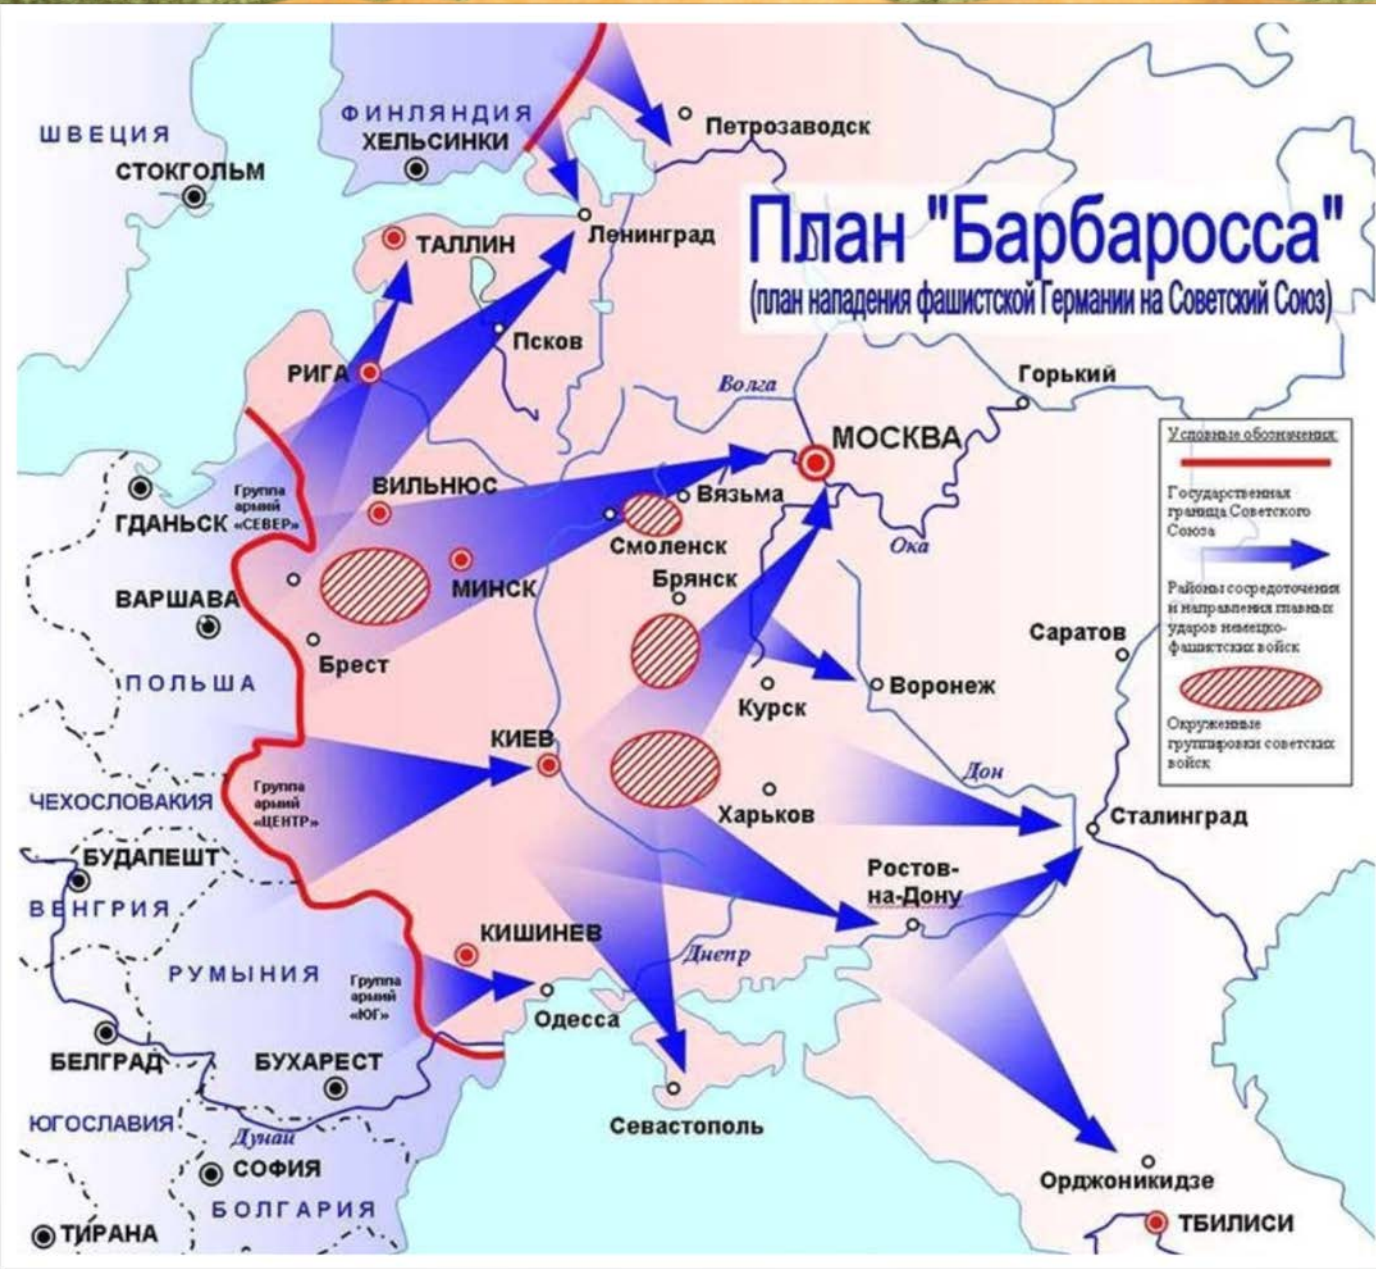 План "Барбаросса"
(план нападения фашистской Германии на Советский Союз)
ШВЕЦИЯ
СТОКГОЛЬМ
ФИНЛЯНДИЯ
ХЕЛЬСИНКИ
Петрозаводск
Ленинград
ТАЛЛИН
Псков
РИГА
Волга
Горький
МОСКВА
ВИЛЬНЮС
Вязьма
Группа
армий
«СЕВЕР»
ГДАНЬСК
Смоленск
Ока
Брянск
МИНСК
ВАРШАВА
Брест
ПОЛЬША
Саратов
Воронеж
Курск
КИЕВ
Дон
Группа
армий
«ЦЕНТР»
ЧЕХОСЛОВАКИЯ
Харьков
Сталинград
БУДАПЕШТ
ВЕНГРИЯ
Ростов-
на-Дону
КИШИНЕВ
Днепр
РУМЫНИЯ
Группа
армий
«ЮГ»
Одесса
БЕЛГРАД
БУХАРЕСТ
Севастополь
ЮГОСЛАВИЯ
Дунай
СОФИЯ
БОЛГАРИЯ
ТИРАНА
Орджоникидзе
ТБИЛИСИ
Условные обозначения:
Государственная
граница Советского
Союза
Районы сосредоточения
и направления главных
ударов немецко-
фашистских войск
Окруженные
группировки советских
войск